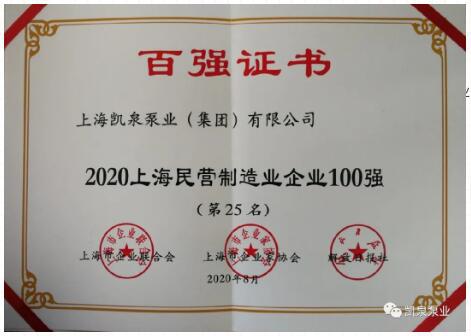 百强证书
上海凯泉泵业（集团）有限公司
2020上海民营制造业企业100强
（第25名）
上海市企业联合会 上海市企业家协会 解放日报社
2020年8月
凯泉泵业